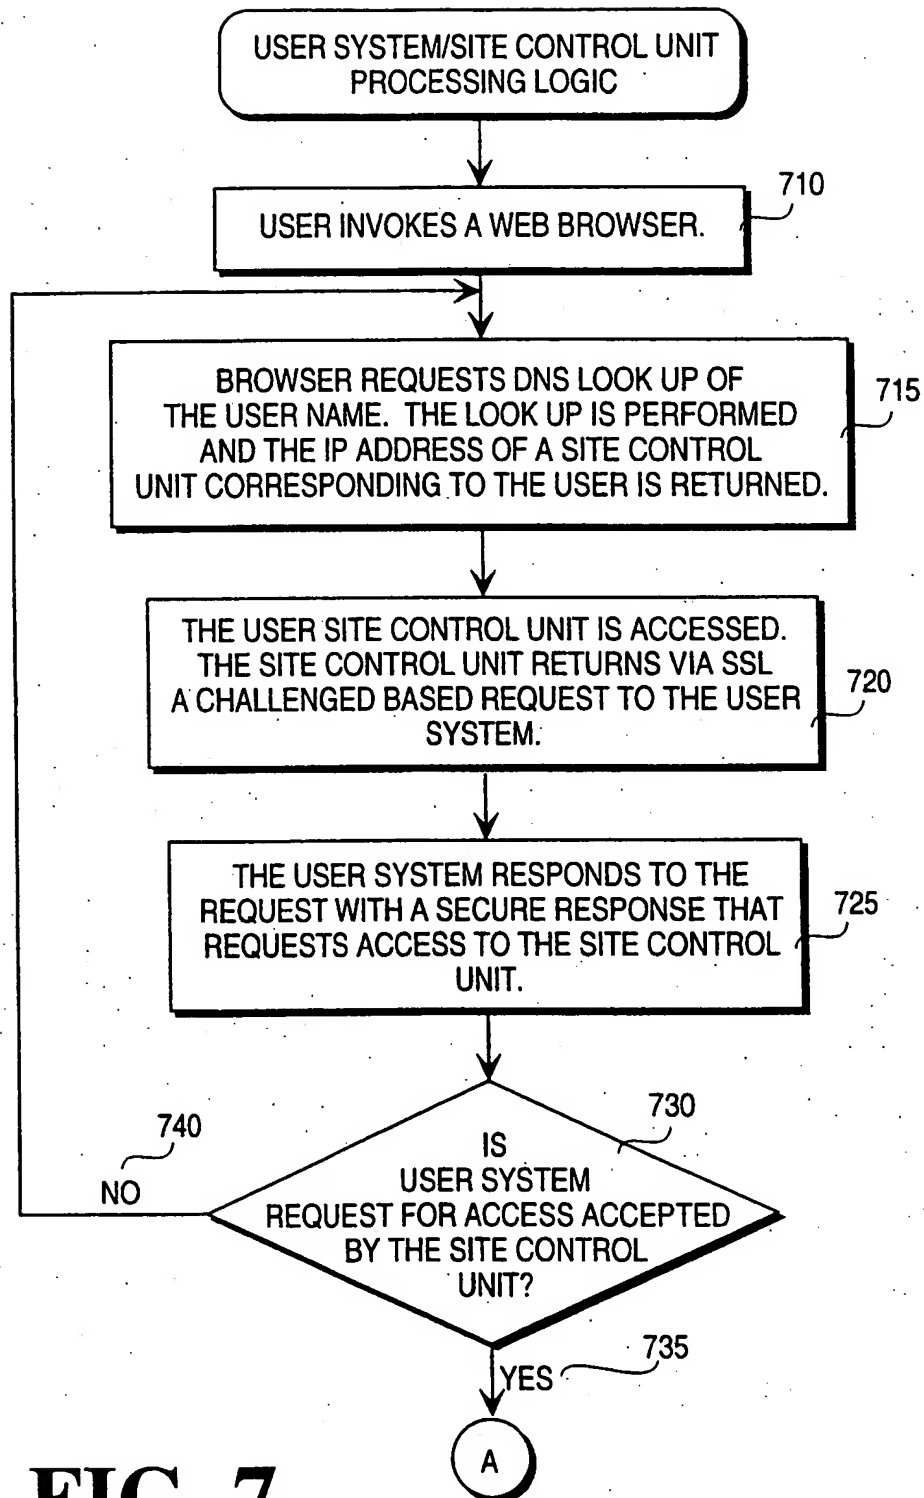 USER SYSTEM/SITE CONTROL UNIT
PROCESSING LOGIC
710
USER INVOKES A WEB BROWSER.
715
BROWSER REQUESTS DNS LOOK UP OF
THE USER NAME. THE LOOK UP IS PERFORMED
AND THE IP ADDRESS OF A SITE CONTROL
UNIT CORRESPONDING TO THE USER IS RETURNED.
720
THE USER SITE CONTROL UNIT IS ACCESSED.
THE SITE CONTROL UNIT RETURNS VIA SSL
A CHALLENGED BASED REQUEST TO THE USER
SYSTEM.
725
THE USER SYSTEM RESPONDS TO THE
REQUEST WITH A SECURE RESPONSE THAT
REQUESTS ACCESS TO THE SITE CONTROL
UNIT.
730
740
NO
IS
USER SYSTEM
REQUEST FOR ACCESS ACCEPTED
BY THE SITE CONTROL
UNIT?
735
YES
A
FIG. 7